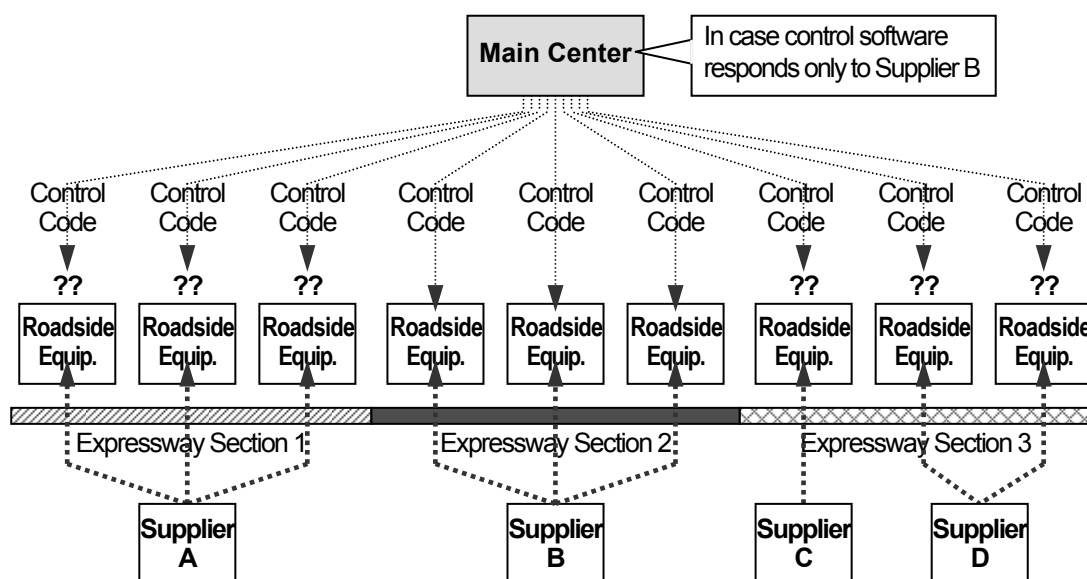 Main Center
In case control software
responds only to Supplier B
Control
Code
Control
Code
Control
Code
Control
Code
Control
Code
Control
Code
Control
Code
Control
Code
Control
Code
??
??
??
??
??
??
Roadside
Equip.
Roadside
Equip.
Roadside
Equip.
Roadside
Equip.
Roadside
Equip.
Roadside
Equip.
Roadside
Equip.
Roadside
Equip.
Roadside
Equip.
Expressway Section 1
Expressway Section 2
Expressway Section 3
Supplier
A
Supplier
B
Supplier
C
Supplier
D